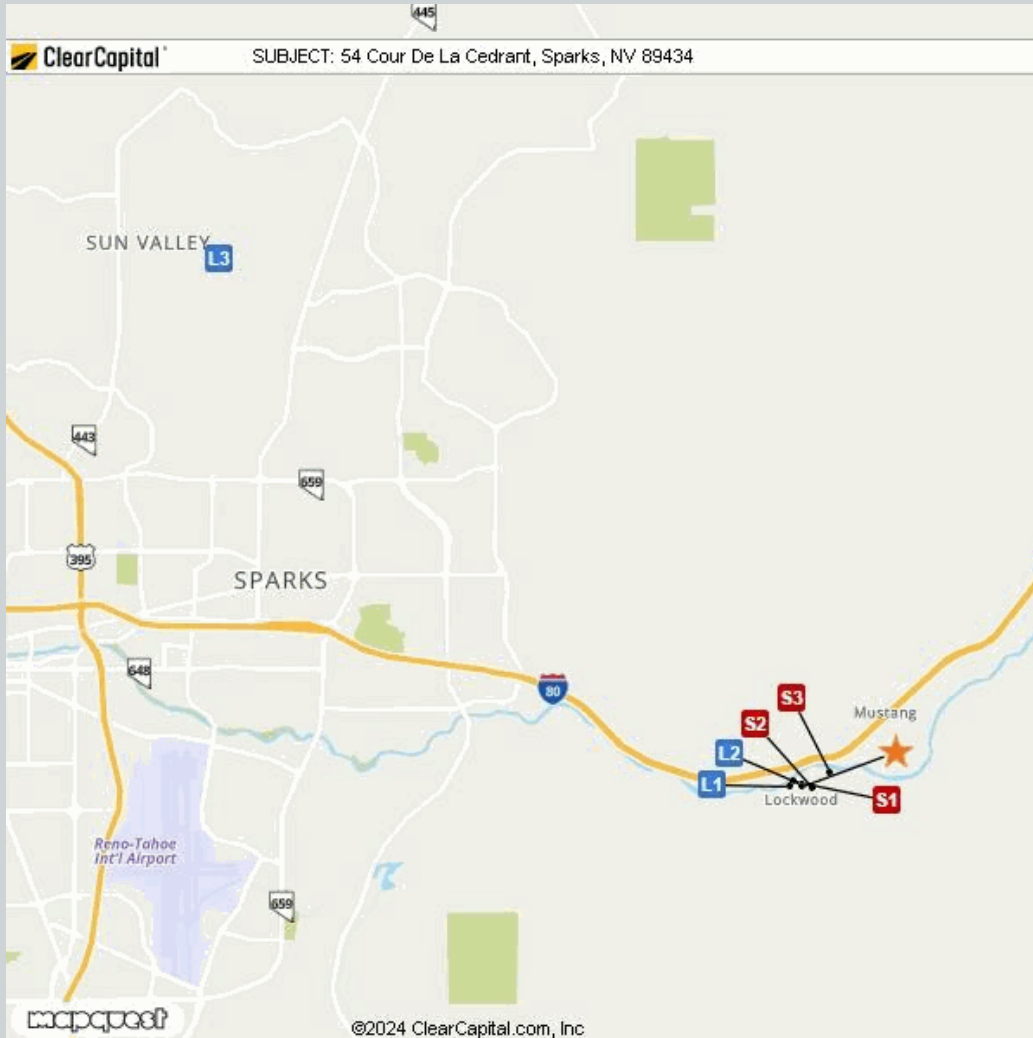 445
ClearCapital
SUBJECT: 54 Cour De La Cedrant, Sparks, NV 89434
SUN VALLEY
L3
443
659
395
SPARKS
648
80
S3
Mustang
S2
L2
L1
S1
Lockwood
Reno-Tahoe
Int'l Airport
659
mapquest
©2024 ClearCapital.com, Inc